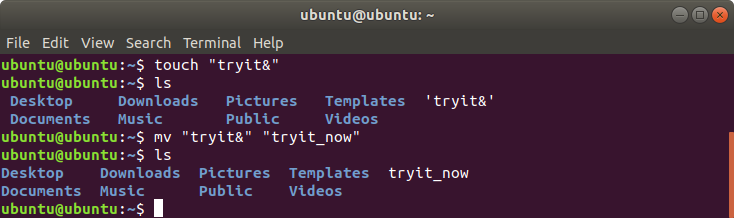 ubuntu@ubuntu: ~
File Edit View Search Terminal Help
ubuntu@ubuntu:~$ touch "tryit&"
ubuntu@ubuntu:~$ ls
 Desktop     Downloads   Pictures   Templates  'tryit&'
 Documents   Music       Public     Videos
ubuntu@ubuntu:~$ mv "tryit&" "tryit_now"
ubuntu@ubuntu:~$ ls
Desktop    Downloads  Pictures  Templates  tryit_now
Documents  Music      Public    Videos
ubuntu@ubuntu:~$